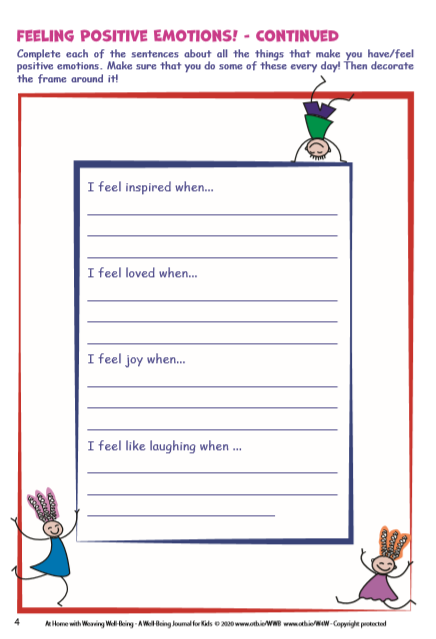 FEELING POSITIVE EMOTIONS! - CONTINUED
Complete each of the sentences about all the things that make you have/feel
positive emotions. Make sure that you do some of these every day! Then decorate
the frame around it!
I feel inspired when...
I feel loved when...
I feel joy when...
I feel like laughing when ...
4 At Home with Weaving Well-Being - A Well-Being Journal for Kids © 2020 www.otb.ie/WWB www.otb.ie/W4W - Copyright protected